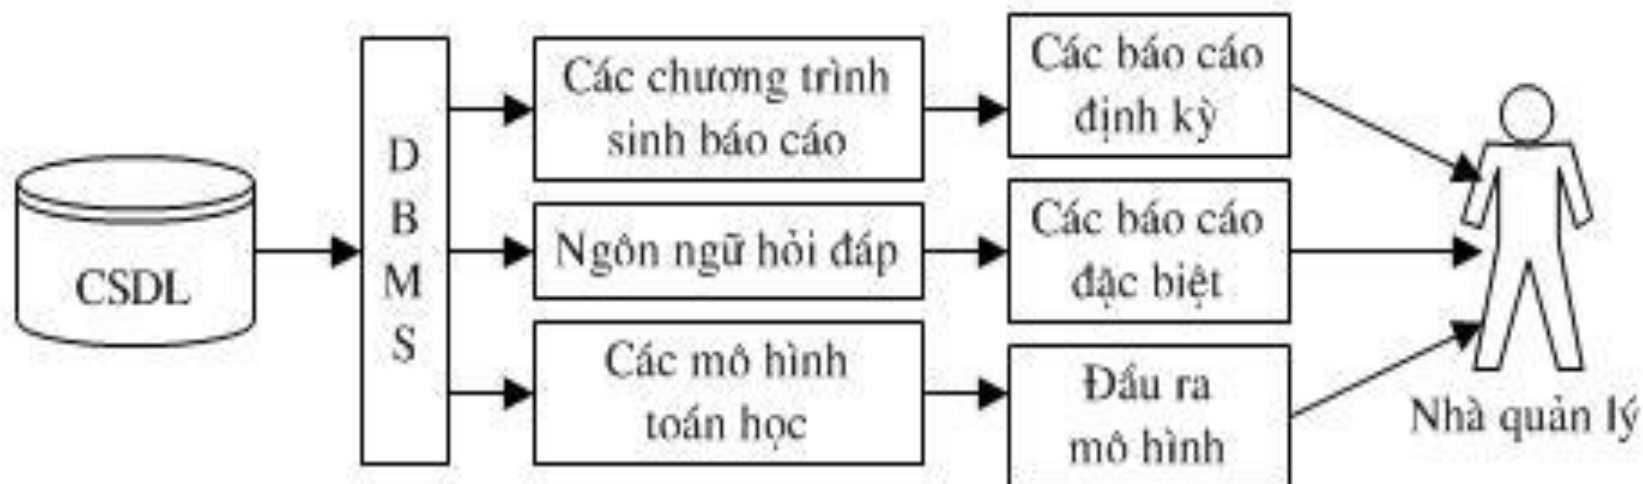 CSDL
D
B
M
S
Các chương trình
sinh báo cáo
Ngôn ngữ hỏi đáp
Các mô hình
toán học
Các báo cáo
định kỳ
Các báo cáo
đặc biệt
Đầu ra
mô hình
Nhà quản lý